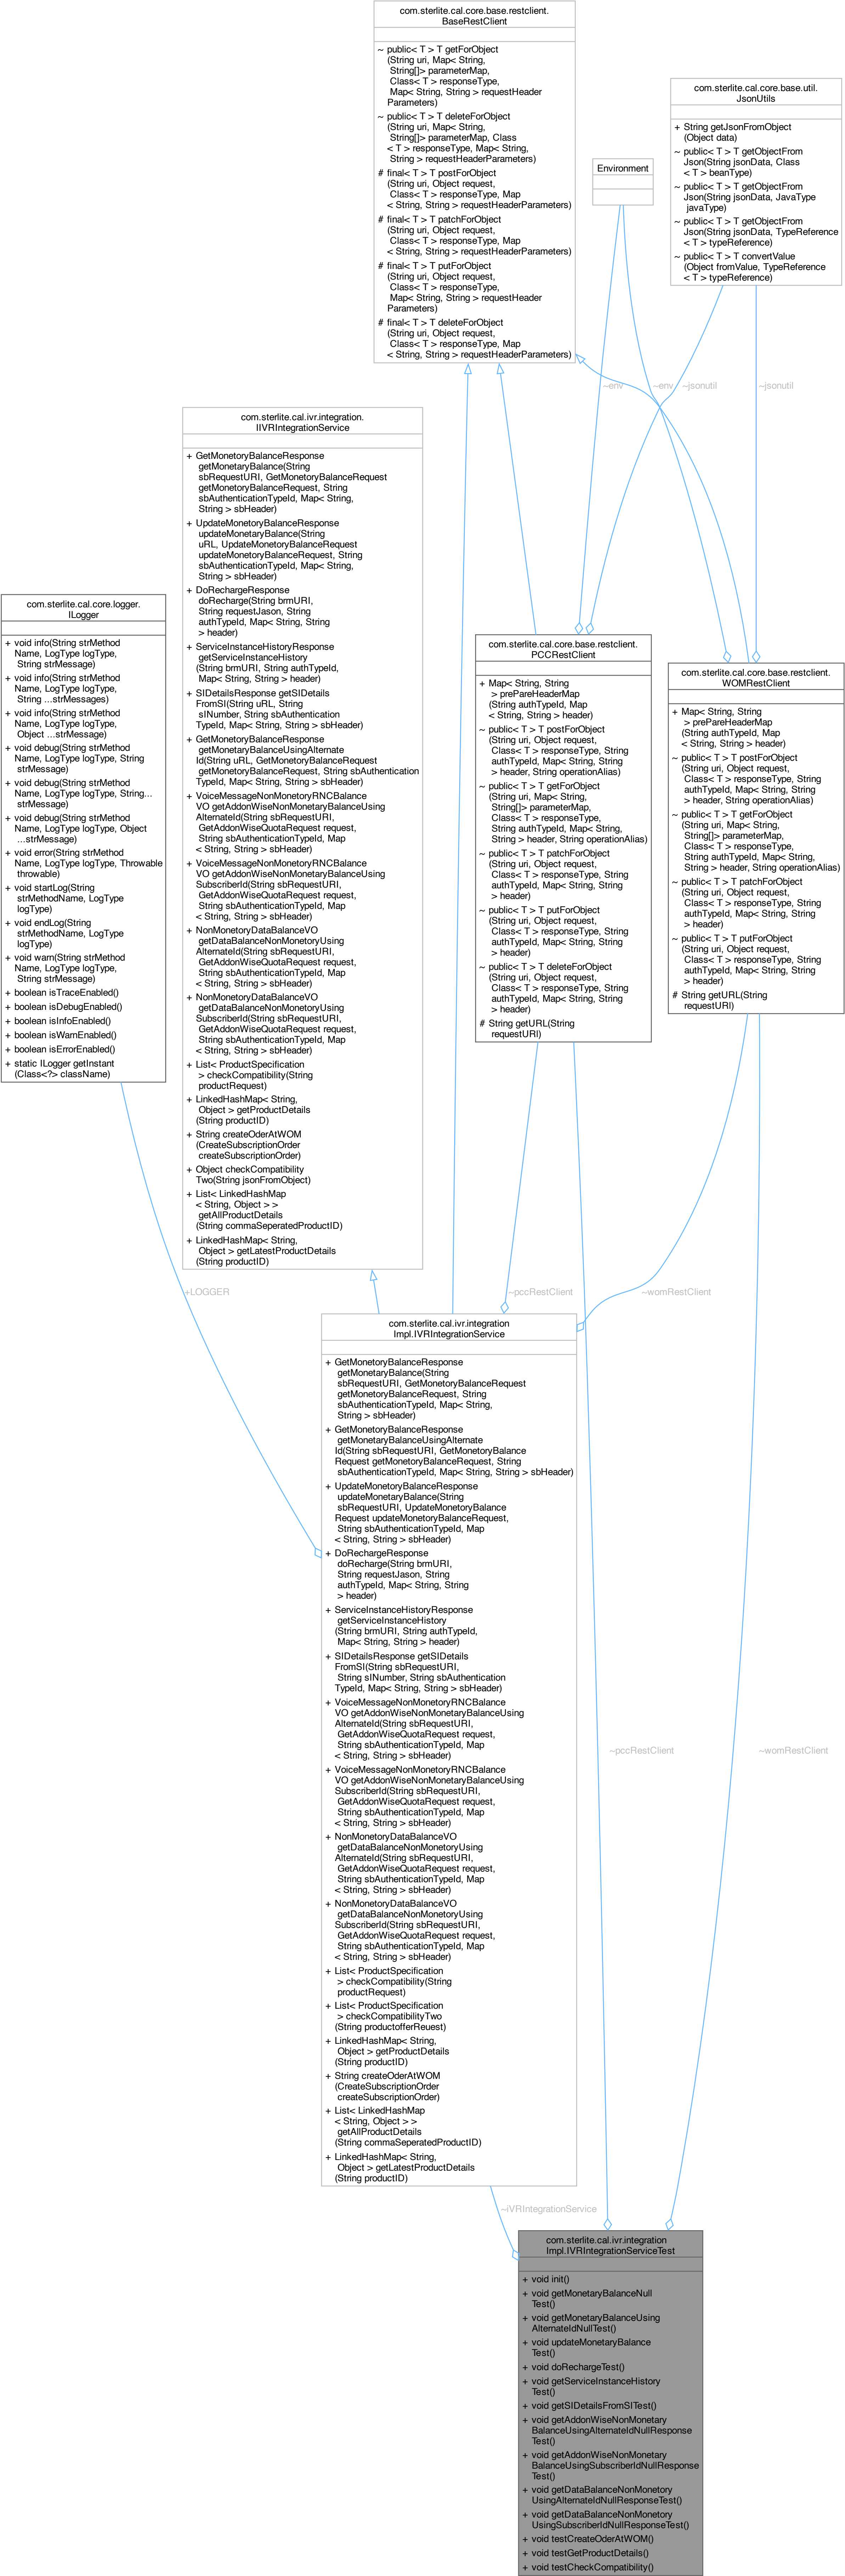 com.sterlite.cal.core.base.restclient.
BaseRestClient
~ public< T > T getForObject
(String uri, Map< String,
String[]> parameterMap,
Class< T > responseType,
Map< String, String > requestHeader
Parameters)
~ public< T > T deleteForObject
(String uri, Map< String,
String[]> parameterMap, Class
< T > responseType, Map< String,
String > requestHeaderParameters)
# final< T > T postForObject
(String uri, Object request,
Class< T > responseType, Map
< String, String > requestHeaderParameters)
# final< T > T patchForObject
(String uri, Object request,
Class< T > responseType, Map
< String, String > requestHeaderParameters)
# final< T > T putForObject
(String uri, Object request,
Class< T > responseType,
Map< String, String > requestHeader
Parameters)
# final< T > T deleteForObject
(String uri, Object request,
Class< T > responseType, Map
< String, String > requestHeaderParameters)
com.sterlite.cal.core.base.util.
JsonUtils
+ String getJsonFromObject
(Object data)
~ public< T > T getObjectFrom
Json(String jsonData, Class
< T > beanType)
~ public< T > T getObjectFrom
Json(String jsonData, JavaType
javaType)
~ public< T > T getObjectFrom
Json(String jsonData, TypeReference
< T > typeReference)
~ public< T > T convertValue
(Object fromValue, TypeReference
< T > typeReference)
Environment
~env
~env
~jsonutil
~jsonutil
com.sterlite.cal.ivr.integration.
IIVRIntegrationService
+ GetMonetoryBalanceResponse
getMonetaryBalance(String
sbRequestURI, GetMonetoryBalanceRequest
getMonetoryBalanceRequest, String
sbAuthenticationTypeId, Map< String,
String > sbHeader)
+ UpdateMonetoryBalanceResponse
updateMonetaryBalance(String
uRL, UpdateMonetoryBalanceRequest
updateMonetoryBalanceRequest, String
sbAuthenticationTypeId, Map< String,
String > sbHeader)
+ DoRechargeResponse
doRecharge(String brmURI,
String requestJason, String
authTypeId, Map< String, String
> header)
+ ServiceInstanceHistoryResponse
getServiceInstanceHistory
(String brmURI, String authTypeId,
Map< String, String > header)
+ SIDetailsResponse getSIDetails
FromSI(String uRL, String
sINumber, String sbAuthentication
TypeId, Map< String, String > sbHeader)
+ GetMonetoryBalanceResponse
getMonetaryBalanceUsingAlternate
Id(String uRL, GetMonetoryBalanceRequest
getMonetoryBalanceRequest, String sbAuthentication
TypeId, Map< String, String > sbHeader)
+ VoiceMessageNonMonetoryRNCBalance
VO getAddonWiseNonMonetaryBalanceUsing
AlternateId(String sbRequestURI,
GetAddonWiseQuotaRequest request,
String sbAuthenticationTypeId, Map
< String, String > sbHeader)
+ VoiceMessageNonMonetoryRNCBalance
VO getAddonWiseNonMonetaryBalanceUsing
SubscriberId(String sbRequestURI,
GetAddonWiseQuotaRequest request,
String sbAuthenticationTypeId, Map
< String, String > sbHeader)
+ NonMonetoryDataBalanceVO
getDataBalanceNonMonetoryUsing
AlternateId(String sbRequestURI,
GetAddonWiseQuotaRequest request,
String sbAuthenticationTypeId, Map
< String, String > sbHeader)
+ NonMonetoryDataBalanceVO
getDataBalanceNonMonetoryUsing
SubscriberId(String sbRequestURI,
GetAddonWiseQuotaRequest request,
String sbAuthenticationTypeId, Map
< String, String > sbHeader)
+ List< ProductSpecification
> checkCompatibility(String
productRequest)
+ LinkedHashMap< String,
Object > getProductDetails
(String productID)
+ String createOderAtWOM
(CreateSubscriptionOrder
createSubscriptionOrder)
+ Object checkCompatibility
Two(String jsonFromObject)
+ List< LinkedHashMap
< String, Object > >
getAllProductDetails
(String commaSeperatedProductID)
+ LinkedHashMap< String,
Object > getLatestProductDetails
(String productID)
com.sterlite.cal.core.logger.
ILogger
+ void info(String strMethod
Name, LogType logType,
String strMessage)
+ void info(String strMethod
Name, LogType logType,
String ...strMessages)
+ void info(String strMethod
Name, LogType logType,
Object ...strMessage)
+ void debug(String strMethod
Name, LogType logType, String
strMessage)
+ void debug(String strMethod
Name, LogType logType, String...
strMessage)
+ void debug(String strMethod
Name, LogType logType, Object
...strMessage)
+ void error(String strMethod
Name, LogType logType, Throwable
throwable)
+ void startLog(String
strMethodName, LogType
logType)
+ void endLog(String
strMethodName, LogType
logType)
+ void warn(String strMethod
Name, LogType logType,
String strMessage)
+ boolean isTraceEnabled()
+ boolean isDebugEnabled()
+ boolean isInfoEnabled()
+ boolean isWarnEnabled()
+ boolean isErrorEnabled()
+ static ILogger getInstant
(Class<?> className)
com.sterlite.cal.core.base.restclient.
PCCRestClient
+ Map< String, String
> prePareHeaderMap
(String authTypeId, Map
< String, String > header)
~ public< T > T postForObject
(String uri, Object request,
Class< T > responseType, String
authTypeId, Map< String, String
> header, String operationAlias)
~ public< T > T getForObject
(String uri, Map< String,
String[]> parameterMap,
Class< T > responseType,
String authTypeId, Map< String,
String > header, String operationAlias)
~ public< T > T patchForObject
(String uri, Object request,
Class< T > responseType, String
authTypeId, Map< String, String
> header)
~ public< T > T putForObject
(String uri, Object request,
Class< T > responseType, String
authTypeId, Map< String, String
> header)
~ public< T > T deleteForObject
(String uri, Object request,
Class< T > responseType, String
authTypeId, Map< String, String
> header)
# String getURL(String
requestURI)
com.sterlite.cal.core.base.restclient.
WOMRestClient
+ Map< String, String
> prePareHeaderMap
(String authTypeId, Map
< String, String > header)
~ public< T > T postForObject
(String uri, Object request,
Class< T > responseType, String
authTypeId, Map< String, String
> header, String operationAlias)
~ public< T > T getForObject
(String uri, Map< String,
String[]> parameterMap,
Class< T > responseType,
String authTypeId, Map< String,
String > header, String operationAlias)
~ public< T > T patchForObject
(String uri, Object request,
Class< T > responseType, String
authTypeId, Map< String, String
> header)
~ public< T > T putForObject
(String uri, Object request,
Class< T > responseType, String
authTypeId, Map< String, String
> header)
# String getURL(String
requestURI)
+LOGGER
~pccRestClient
~womRestClient
com.sterlite.cal.ivr.integration
Impl.IVRIntegrationService
+ GetMonetoryBalanceResponse
getMonetaryBalance(String
sbRequestURI, GetMonetoryBalanceRequest
getMonetoryBalanceRequest, String
sbAuthenticationTypeId, Map< String,
String > sbHeader)
+ GetMonetoryBalanceResponse
getMonetaryBalanceUsingAlternate
Id(String sbRequestURI, GetMonetoryBalance
Request getMonetoryBalanceRequest, String
sbAuthenticationTypeId, Map< String, String > sbHeader)
+ UpdateMonetoryBalanceResponse
updateMonetaryBalance(String
sbRequestURI, UpdateMonetoryBalance
Request updateMonetoryBalanceRequest,
String sbAuthenticationTypeId, Map
< String, String > sbHeader)
+ DoRechargeResponse
doRecharge(String brmURI,
String requestJason, String
authTypeId, Map< String, String
> header)
+ ServiceInstanceHistoryResponse
getServiceInstanceHistory
(String brmURI, String authTypeId,
Map< String, String > header)
+ SIDetailsResponse getSIDetails
FromSI(String sbRequestURI,
String sINumber, String sbAuthentication
TypeId, Map< String, String > sbHeader)
+ VoiceMessageNonMonetoryRNCBalance
VO getAddonWiseNonMonetaryBalanceUsing
AlternateId(String sbRequestURI,
GetAddonWiseQuotaRequest request,
String sbAuthenticationTypeId, Map
< String, String > sbHeader)
+ VoiceMessageNonMonetoryRNCBalance
VO getAddonWiseNonMonetaryBalanceUsing
SubscriberId(String sbRequestURI,
GetAddonWiseQuotaRequest request,
String sbAuthenticationTypeId, Map
< String, String > sbHeader)
+ NonMonetoryDataBalanceVO
getDataBalanceNonMonetoryUsing
AlternateId(String sbRequestURI,
GetAddonWiseQuotaRequest request,
String sbAuthenticationTypeId, Map
< String, String > sbHeader)
+ NonMonetoryDataBalanceVO
getDataBalanceNonMonetoryUsing
SubscriberId(String sbRequestURI,
GetAddonWiseQuotaRequest request,
String sbAuthenticationTypeId, Map
< String, String > sbHeader)
+ List< ProductSpecification
> checkCompatibility(String
productRequest)
+ List< ProductSpecification
> checkCompatibilityTwo
(String productofferReuest)
+ LinkedHashMap< String,
Object > getProductDetails
(String productID)
+ String createOderAtWOM
(CreateSubscriptionOrder
createSubscriptionOrder)
+ List< LinkedHashMap
< String, Object > >
getAllProductDetails
(String commaSeperatedProductID)
+ LinkedHashMap< String,
Object > getLatestProductDetails
(String productID)
~pccRestClient
~womRestClient
~iVRIntegrationService
com.sterlite.cal.ivr.integration
Impl.IVRIntegrationServiceTest
+ void init()
+ void getMonetaryBalanceNull
Test()
+ void getMonetaryBalanceUsing
AlternateIdNullTest()
+ void updateMonetaryBalance
Test()
+ void doRechargeTest()
+ void getServiceInstanceHistory
Test()
+ void getSIDetailsFromSITest()
+ void getAddonWiseNonMonetary
BalanceUsingAlternateIdNullResponse
Test()
+ void getAddonWiseNonMonetary
BalanceUsingSubscriberIdNullResponse
Test()
+ void getDataBalanceNonMonetory
UsingAlternateIdNullResponseTest()
+ void getDataBalanceNonMonetory
UsingSubscriberIdNullResponseTest()
+ void testCreateOderAtWOM()
+ void testGetProductDetails()
+ void testCheckCompatibility()